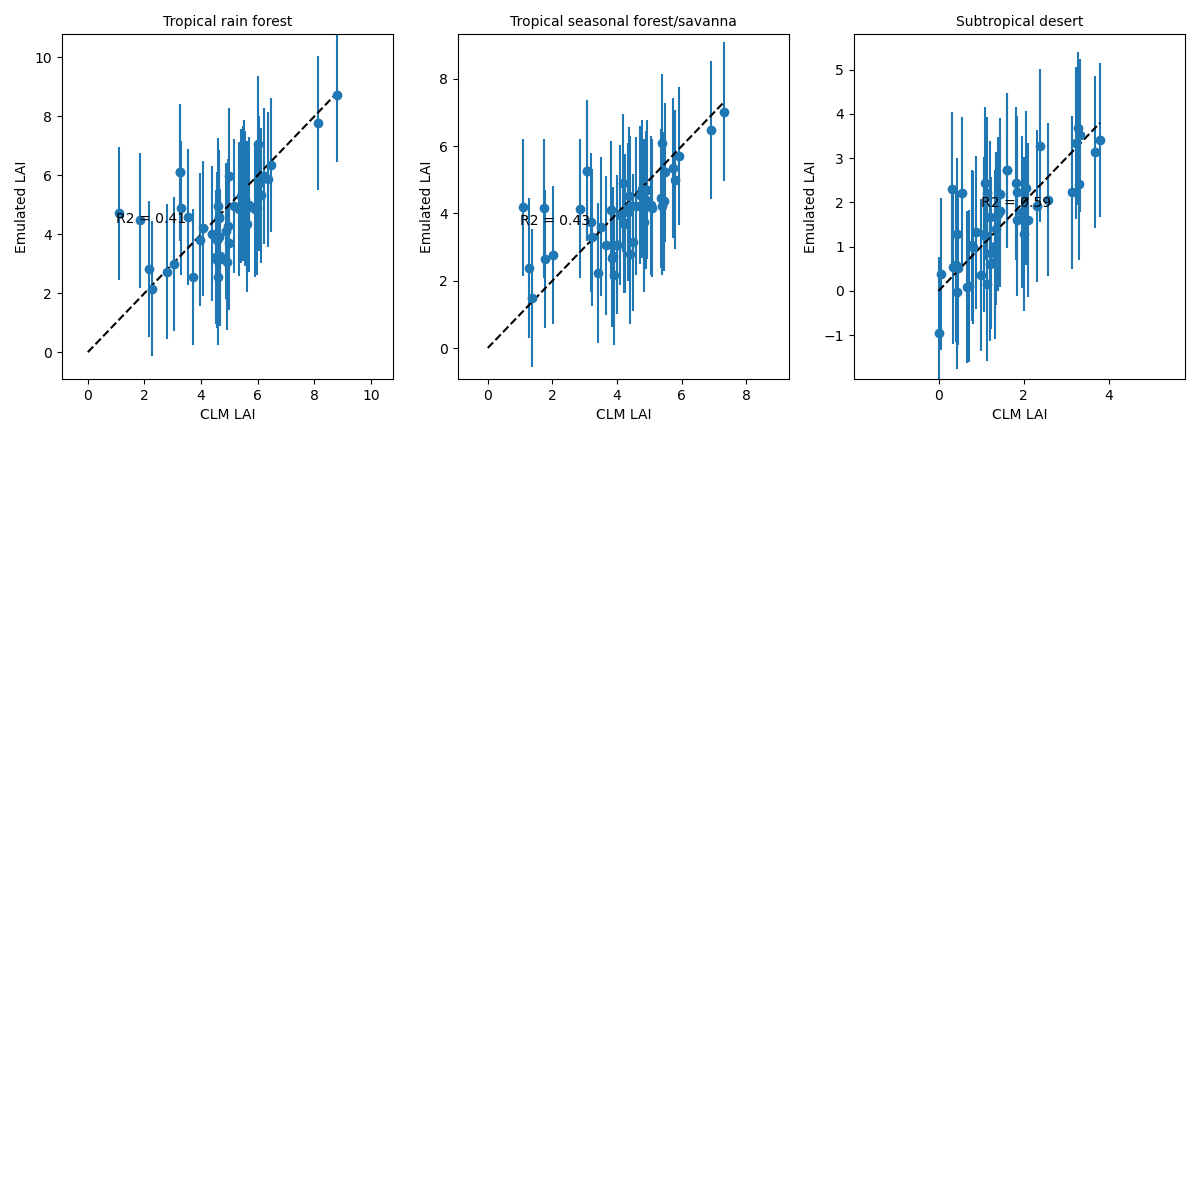 Tropical rain forest
Tropical seasonal forest/savanna
Subtropical desert
Emulated LAI
10
8
6
4
2
0
R2 = 0.41
0 2 4 6 8 10
CLM LAI
Emulated LAI
8
6
4
2
0
R2 = 0.43
0 2 4 6 8
CLM LAI
Emulated LAI
5
4
3
2
1
0
−1
R2 = 0.59
0 2 4
CLM LAI